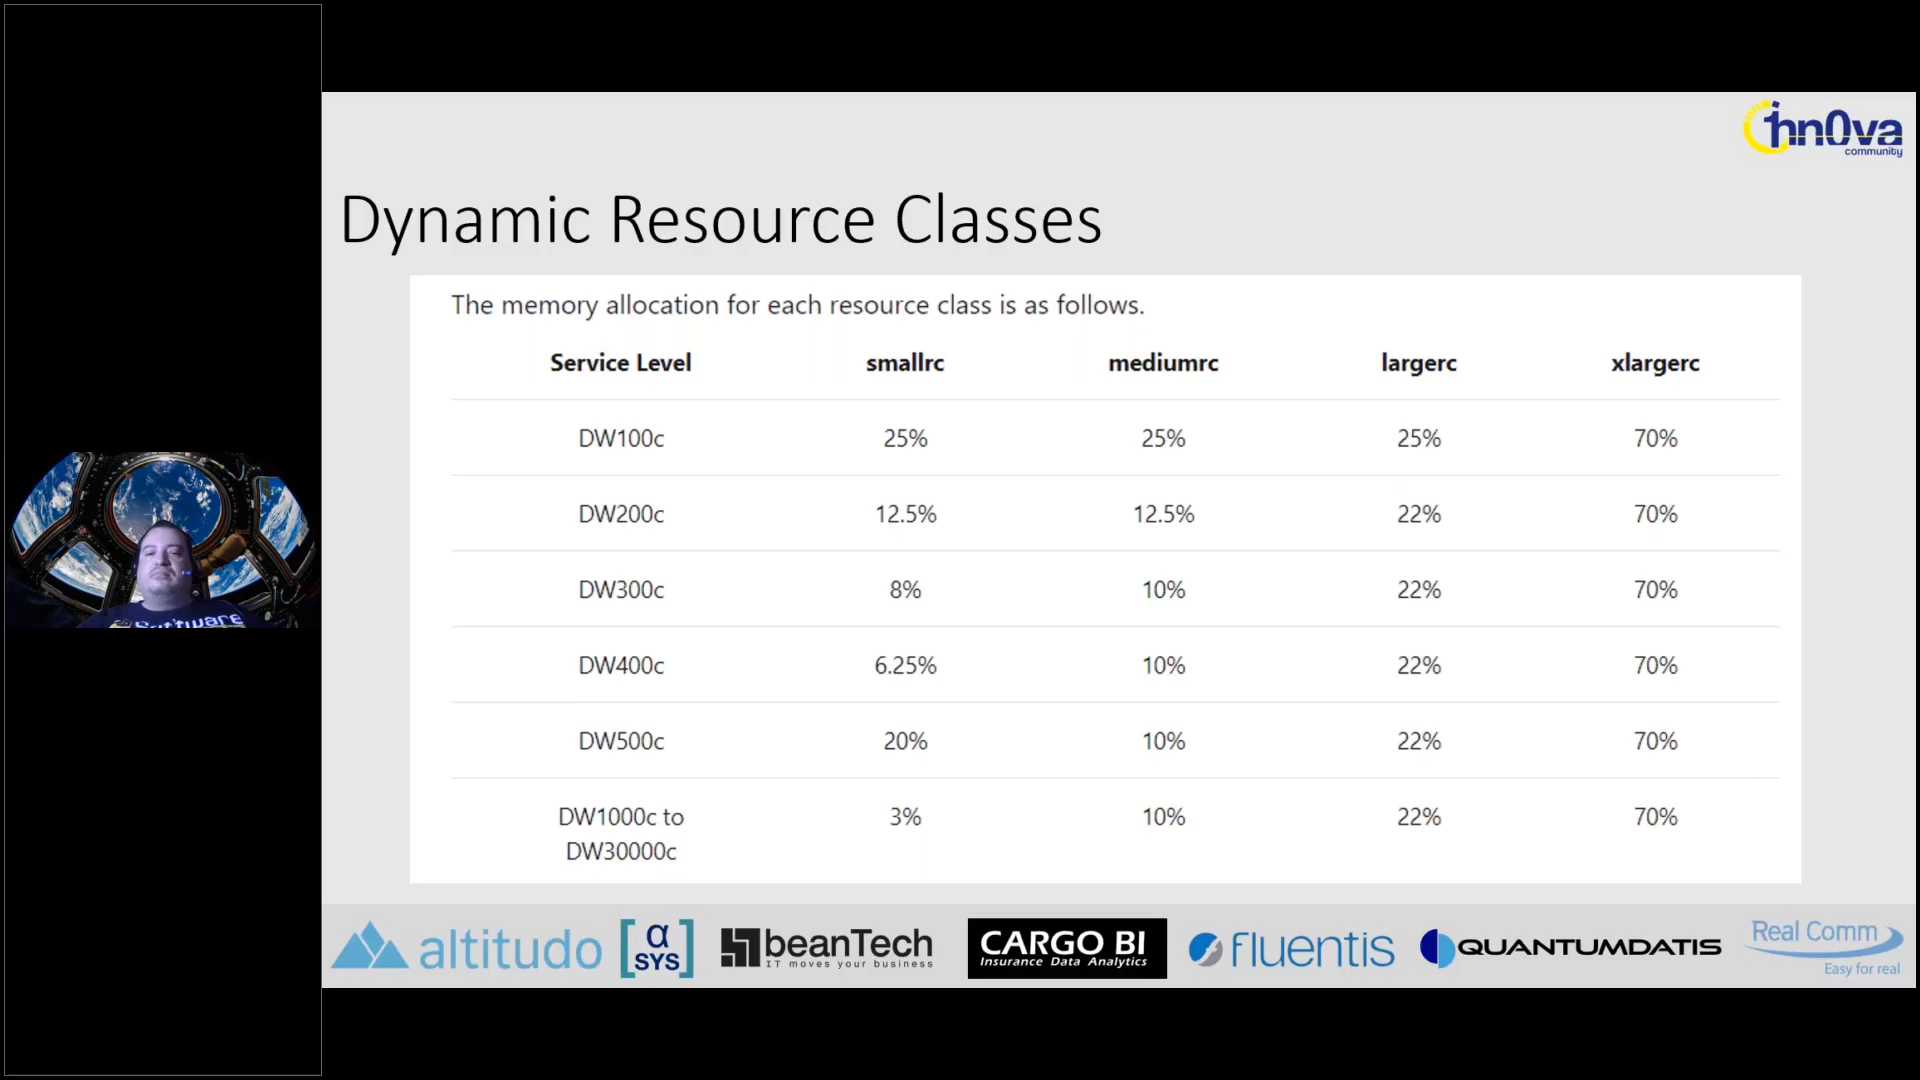 1nn0va
community
Dynamic Resource Classes
The memory allocation for each resource class is as follows.
Service Level smallrc mediumrc largerc xlargerc
DW100c 25% 25% 25% 70%
DW200c 12.5% 12.5% 22% 70%
DW300c 8% 10% 22% 70%
DW400c 6.25% 10% 22% 70%
DW500c 20% 10% 22% 70%
DW1000c to 3% 10% 22% 70%
DW30000c
Software
altitudo
α
SYS
beanTech
IT moves your business
CARGO BI
Insurance Data Analytics
fluentis
QUANTUMDATIS
Real Comm
Easy for real